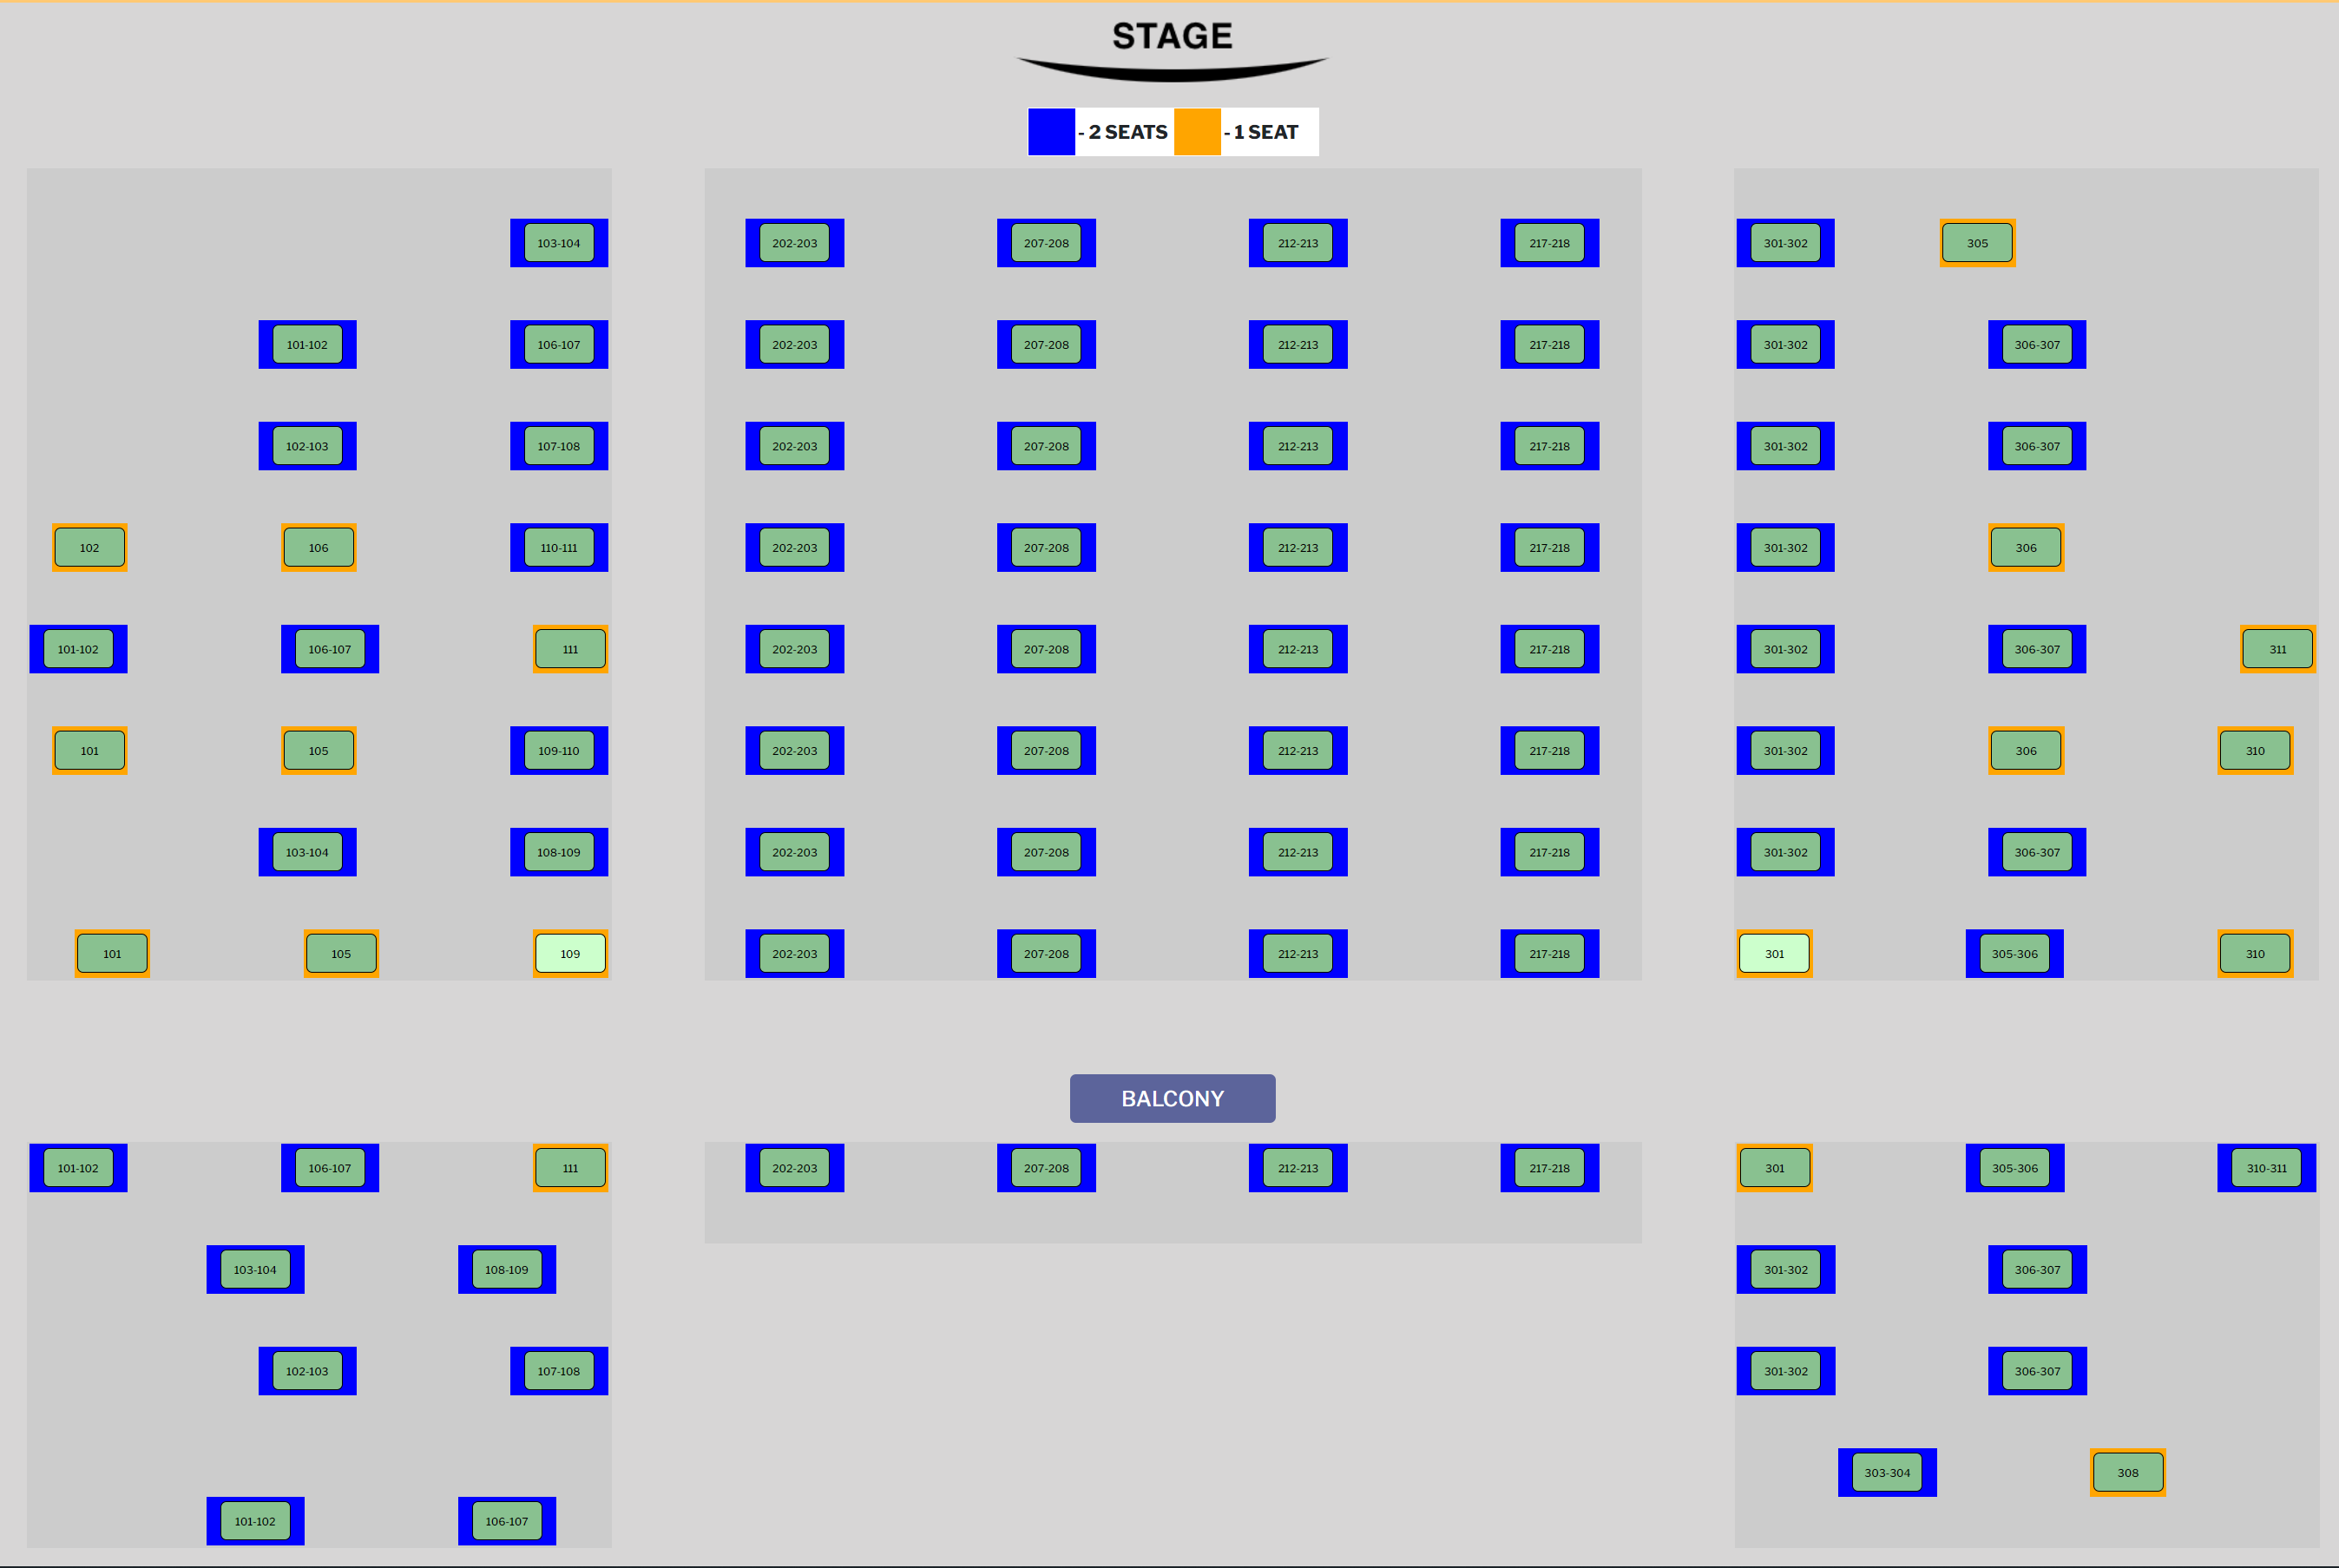 STAGE
- 2 SEATS - 1 SEAT
103-104 202-203 207-208 212-213 217-218 301-302 305
101-102 106-107 202-203 207-208 212-213 217-218 301-302 306-307
102-103 107-108 202-203 207-208 212-213 217-218 301-302 306-307
102 106 110-111 202-203 207-208 212-213 217-218 301-302 306
101-102 106-107 111 202-203 207-208 212-213 217-218 301-302 306-307 311
101 105 109-110 202-203 207-208 212-213 217-218 301-302 306 310
103-104 108-109 202-203 207-208 212-213 217-218 301-302 306-307
101 105 109 202-203 207-208 212-213 217-218 301 305-306 310
BALCONY
101-102 106-107 111 202-203 207-208 212-213 217-218 301 305-306 310-311
103-104 108-109 301-302 306-307
102-103 107-108 301-302 306-307
303-304 308
101-102 106-107